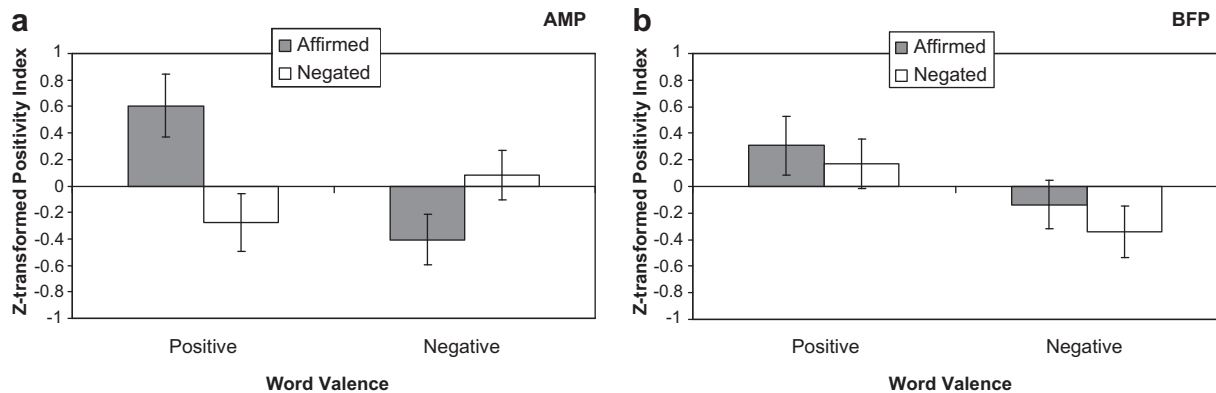 a
AMP
Affirmed
Negated
Z-transformed Positivity Index
1
0.8
0.6
0.4
0.2
0
-0.2
-0.4
-0.6
-0.8
-1
Positive
Negative
Word Valence
b
BFP
Affirmed
Negated
Z-transformed Positivity Index
1
0.8
0.6
0.4
0.2
0
-0.2
-0.4
-0.6
-0.8
-1
Positive
Negative
Word Valence